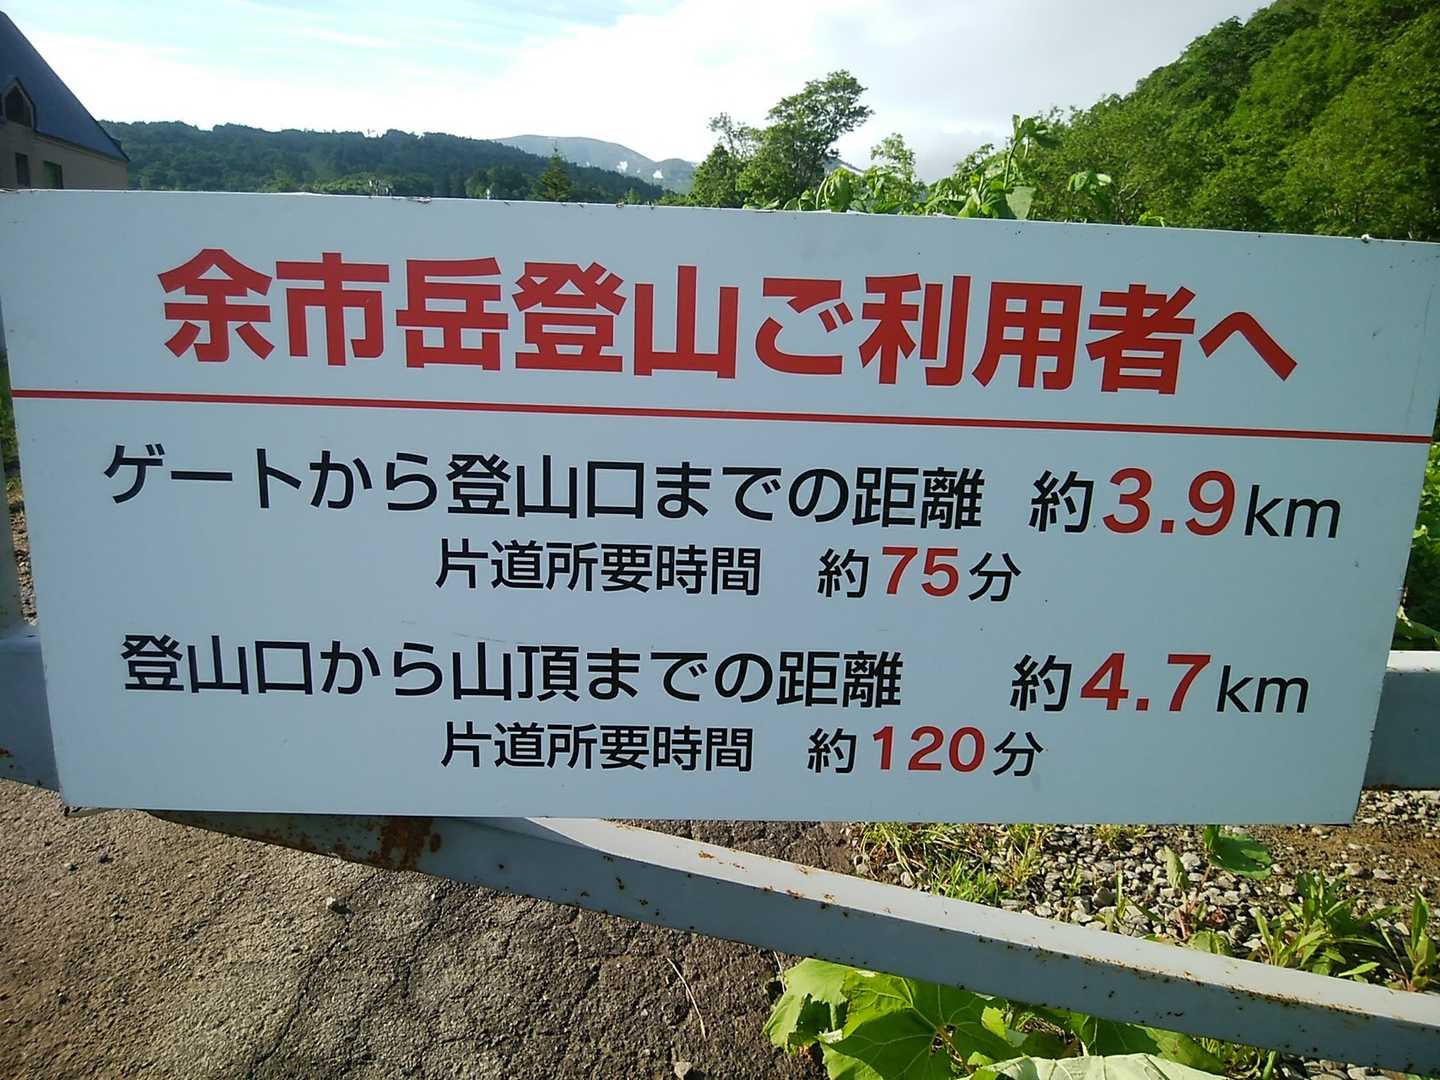 余市岳登山ご利用者へ
ゲートから登山口までの距離 約3.9km
片道所要時間 約75分
登山口から山頂までの距離 約4.7km
片道所要時間 約120分